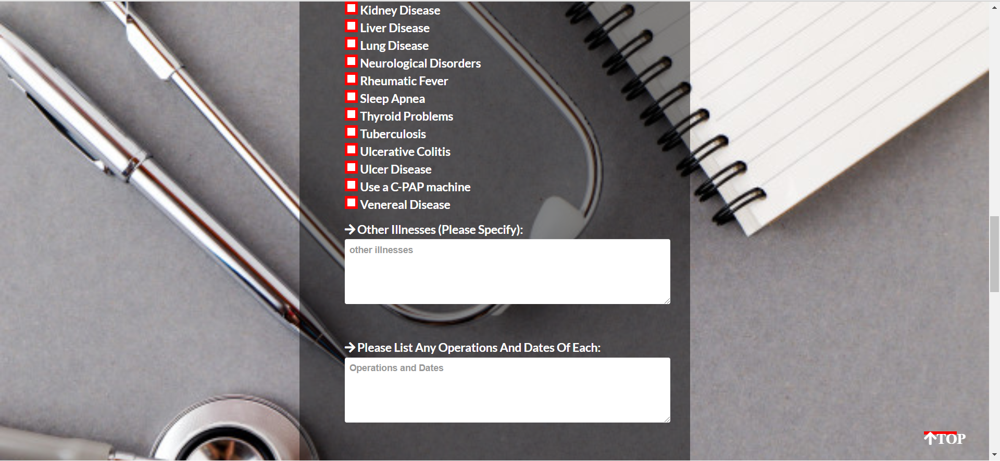 Kidney Disease
Liver Disease
Lung Disease
Neurological Disorders
Rheumatic Fever
Sleep Apnea
Thyroid Problems
Tuberculosis
Ulcerative Colitis
Ulcer Disease
Use a C-PAP machine
Venereal Disease
→ Other Illnesses (Please Specify):
other illnesses
→ Please List Any Operations And Dates Of Each:
Operations and Dates
↑TOP